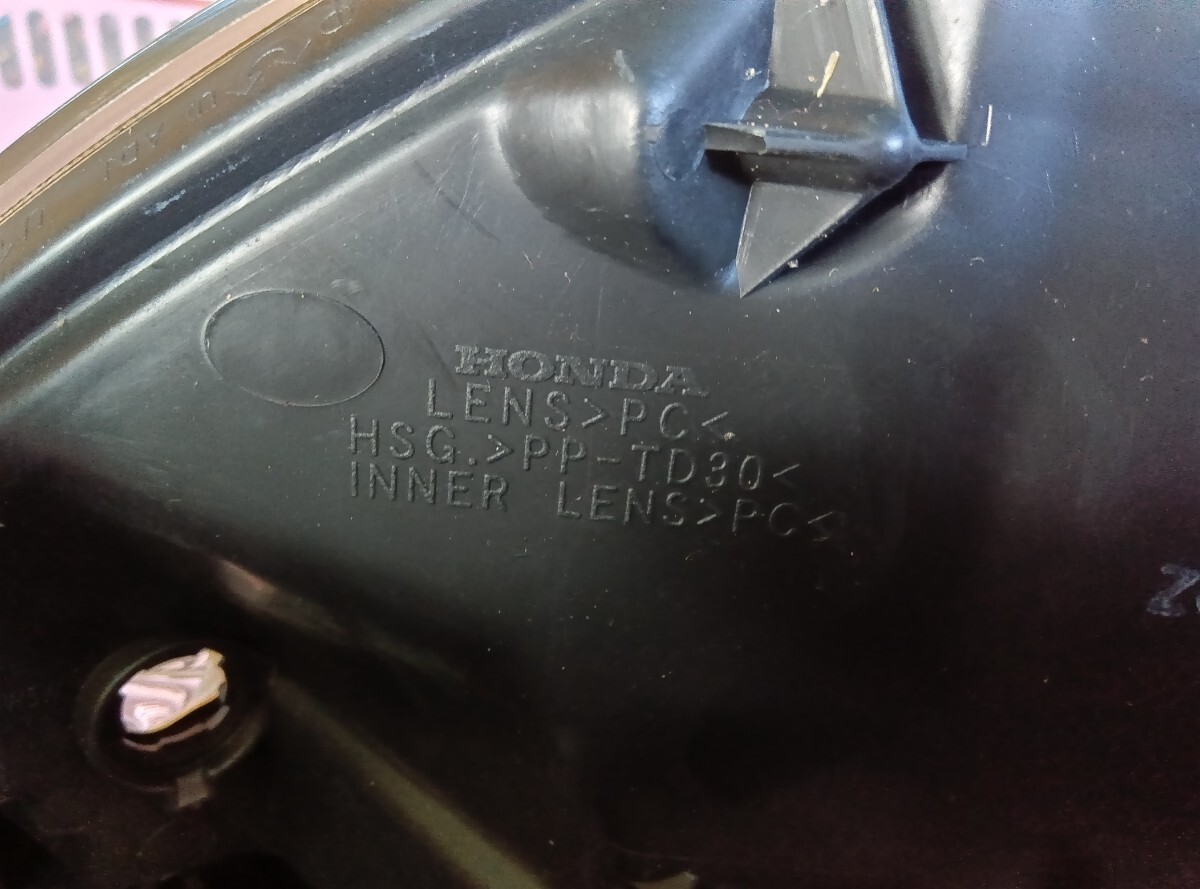 HONDA
LENS>PC<
HSG.>PP-TD30<
INNER LENS>PC<